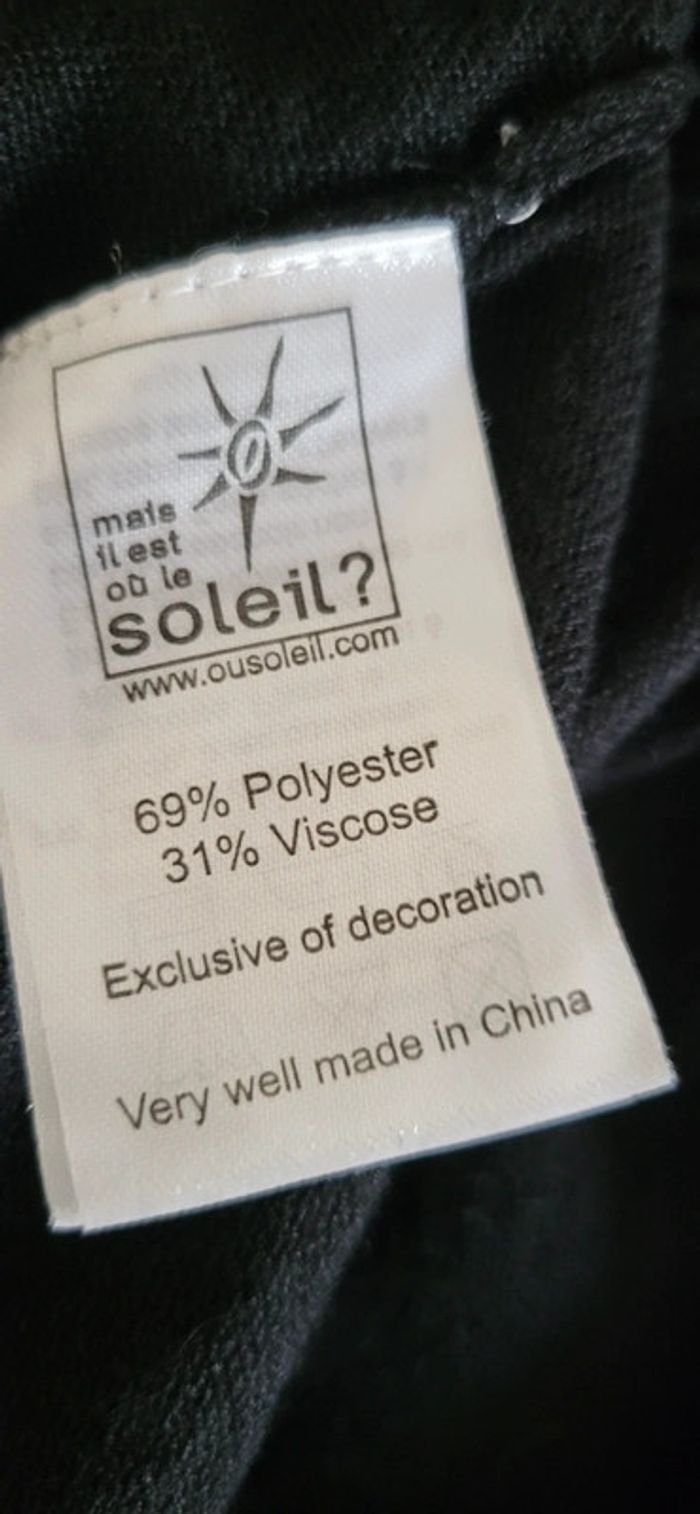 mais
il est
où le
soleil?
www.ousoleil.com
69% Polyester
31% Viscose
Exclusive of decoration
Very well made in China